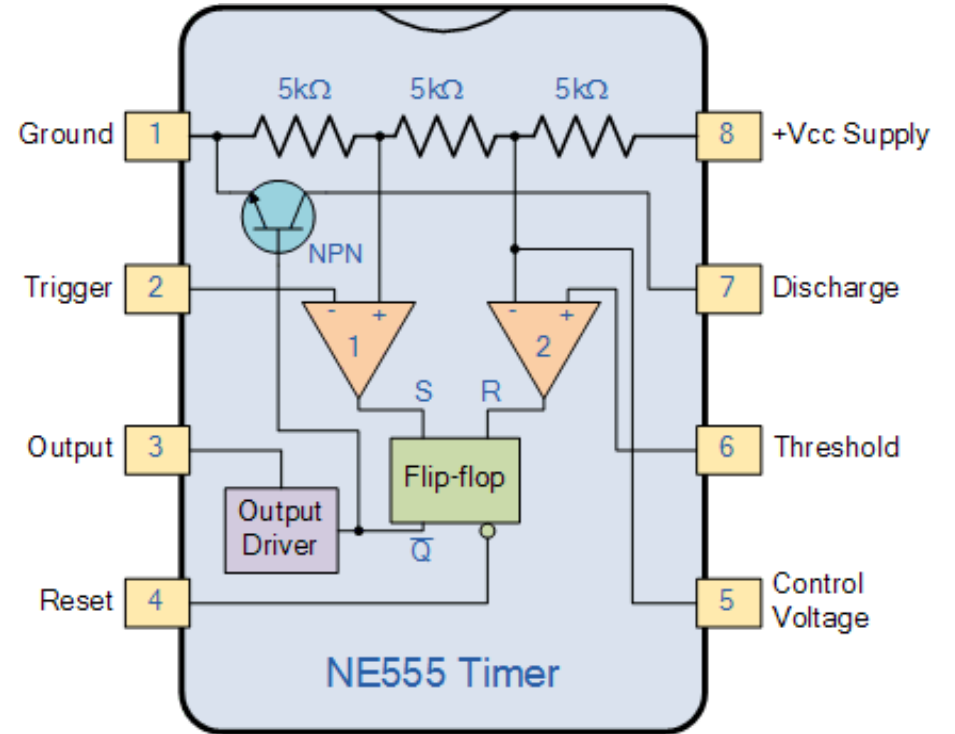 5kΩ 5kΩ 5kΩ
Ground 1 8 +Vcc Supply
NPN
Trigger 2 7 Discharge
- + - +
1 2
S R
Output 3 6 Threshold
Flip-flop
Output
Driver
Q̅
Reset 4 5 Control
Voltage
NE555 Timer